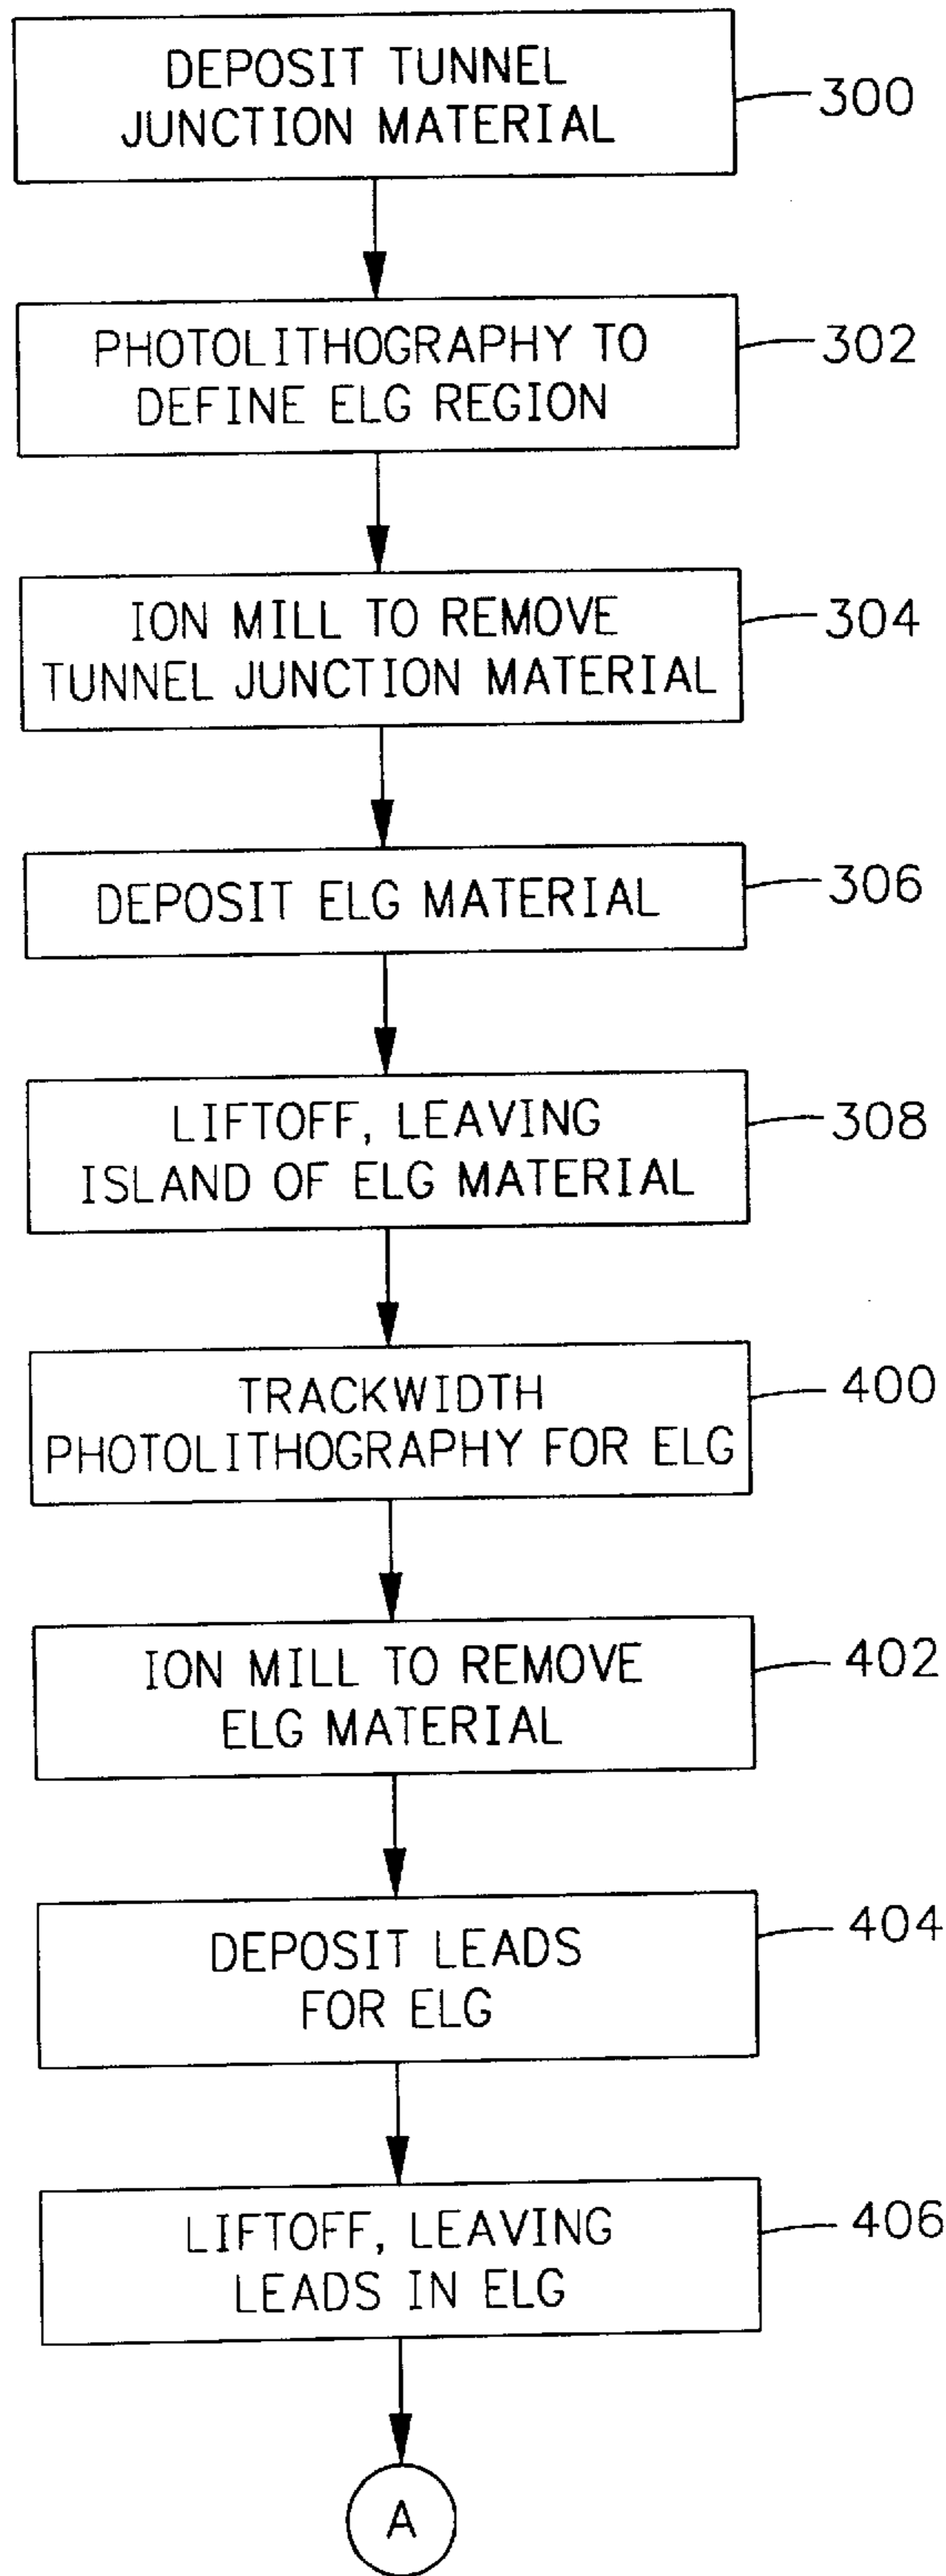 DEPOSIT TUNNEL
JUNCTION MATERIAL
300
PHOTOLITHOGRAPHY TO
DEFINE ELG REGION
302
ION MILL TO REMOVE
TUNNEL JUNCTION MATERIAL
304
DEPOSIT ELG MATERIAL
306
LIFTOFF, LEAVING
ISLAND OF ELG MATERIAL
308
TRACKWIDTH
PHOTOLITHOGRAPHY FOR ELG
400
ION MILL TO REMOVE
ELG MATERIAL
402
DEPOSIT LEADS
FOR ELG
404
LIFTOFF, LEAVING
LEADS IN ELG
406
A